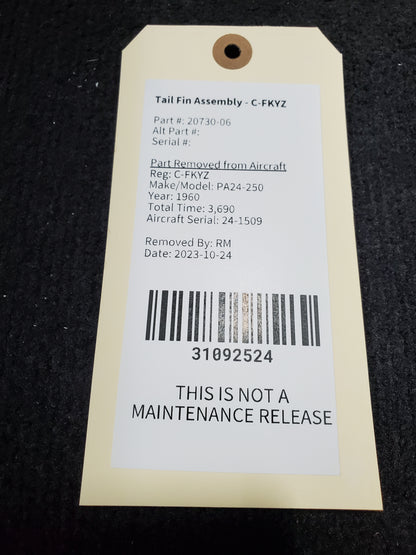 Tail Fin Assembly - C-FKYZ
Part #: 20730-06
Alt Part #:
Serial #:
Part Removed from Aircraft
Reg: C-FKYZ
Make/Model: PA24-250
Year: 1960
Total Time: 3,690
Aircraft Serial: 24-1509
Removed By: RM
Date: 2023-10-24
31092524
THIS IS NOT A
MAINTENANCE RELEASE